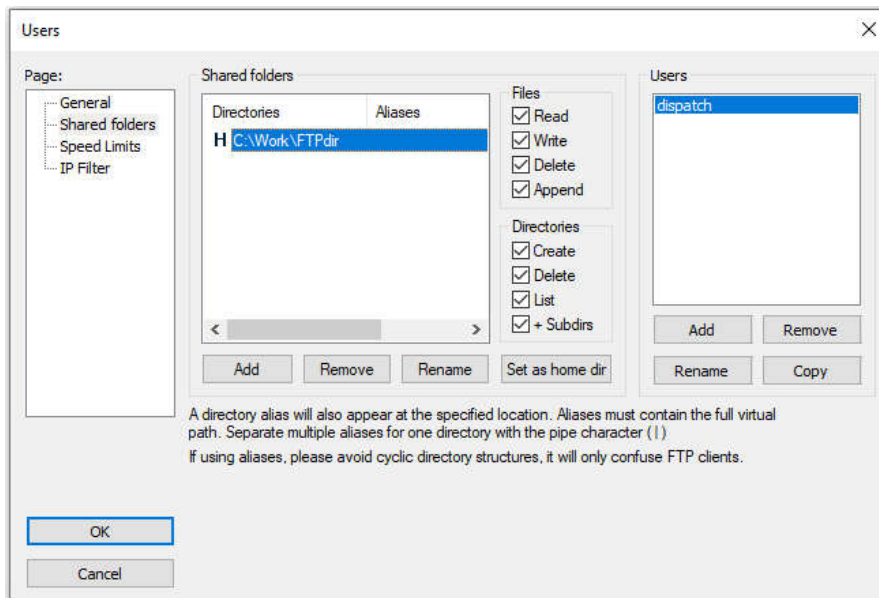 Users
Page:
General
Shared folders
Speed Limits
IP Filter
Shared folders
Directories Aliases
H C:\Work\FTPdir
Files
Read
Write
Delete
Append
Directories
Create
Delete
List
+ Subdirs
Add Remove Rename Set as home dir
Users
dispatch
Add Remove
Rename Copy
A directory alias will also appear at the specified location. Aliases must contain the full virtual
path. Separate multiple aliases for one directory with the pipe character ( | )
If using aliases, please avoid cyclic directory structures, it will only confuse FTP clients.
OK
Cancel